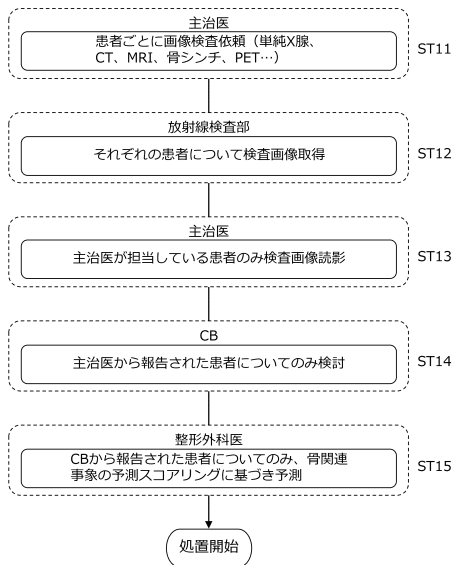 主治医
患者ごとに画像検査依頼（単純X腺、
CT、MRI、骨シンチ、PET…）
ST11
放射線検査部
それぞれの患者について検査画像取得
ST12
主治医
主治医が担当している患者のみ検査画像読影
ST13
CB
主治医から報告された患者についてのみ検討
ST14
整形外科医
CBから報告された患者についてのみ、骨関連
事象の予測スコアリングに基づき予測
ST15
処置開始